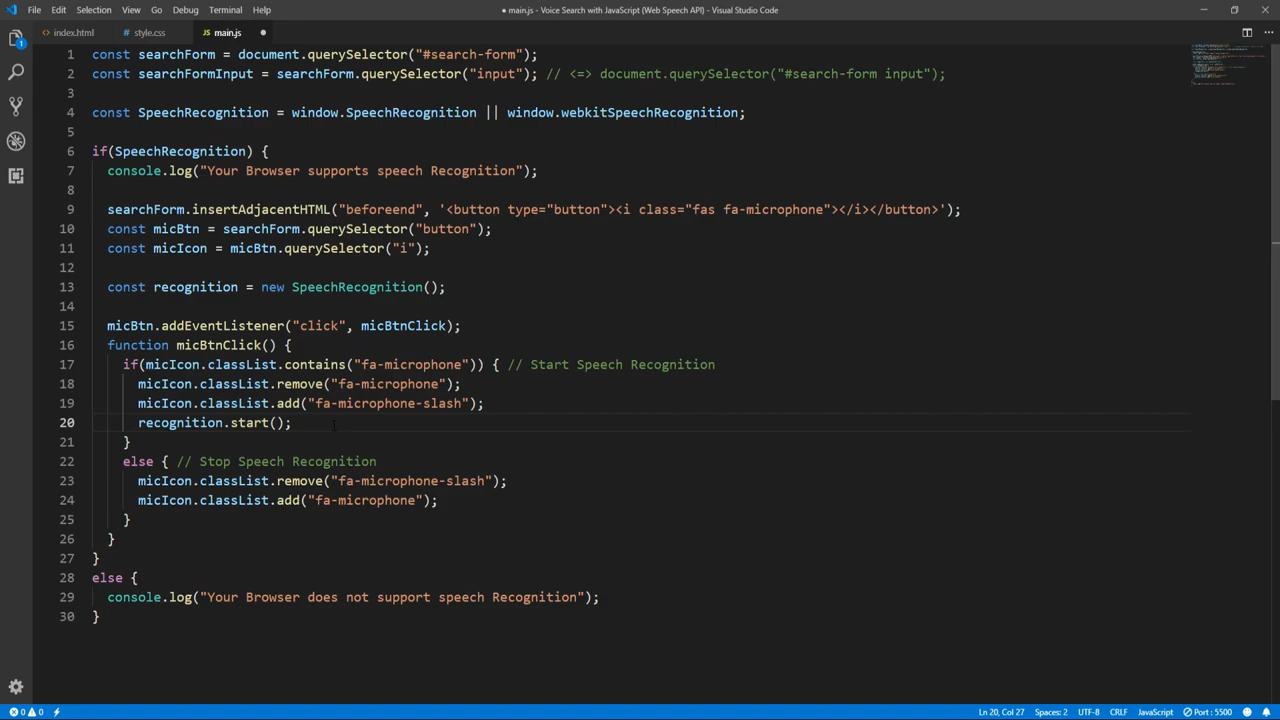 File Edit Selection View Go Debug Terminal Help
● main.js - Voice Search with JavaScript (Web Speech API) - Visual Studio Code
index.html style.css JS main.js ●
1 const searchForm = document.querySelector("#search-form");
2 const searchFormInput = searchForm.querySelector("input"); // <=> document.querySelector("#search-form input");
3
4 const SpeechRecognition = window.SpeechRecognition || window.webkitSpeechRecognition;
5
6 if(SpeechRecognition) {
7 console.log("Your Browser supports speech Recognition");
8
9 searchForm.insertAdjacentHTML("beforeend", '<button type="button"><i class="fas fa-microphone"></i></button>');
10 const micBtn = searchForm.querySelector("button");
11 const micIcon = micBtn.querySelector("i");
12
13 const recognition = new SpeechRecognition();
14
15 micBtn.addEventListener("click", micBtnClick);
16 function micBtnClick() {
17 if(micIcon.classList.contains("fa-microphone")) { // Start Speech Recognition
18 micIcon.classList.remove("fa-microphone");
19 micIcon.classList.add("fa-microphone-slash");
20 recognition.start();
21 }
22 else { // Stop Speech Recognition
23 micIcon.classList.remove("fa-microphone-slash");
24 micIcon.classList.add("fa-microphone");
25 }
26 }
27 }
28 else {
29 console.log("Your Browser does not support speech Recognition");
30 }
1
0 0 Ln 20, Col 27 Spaces: 2 UTF-8 CRLF JavaScript Port : 5500